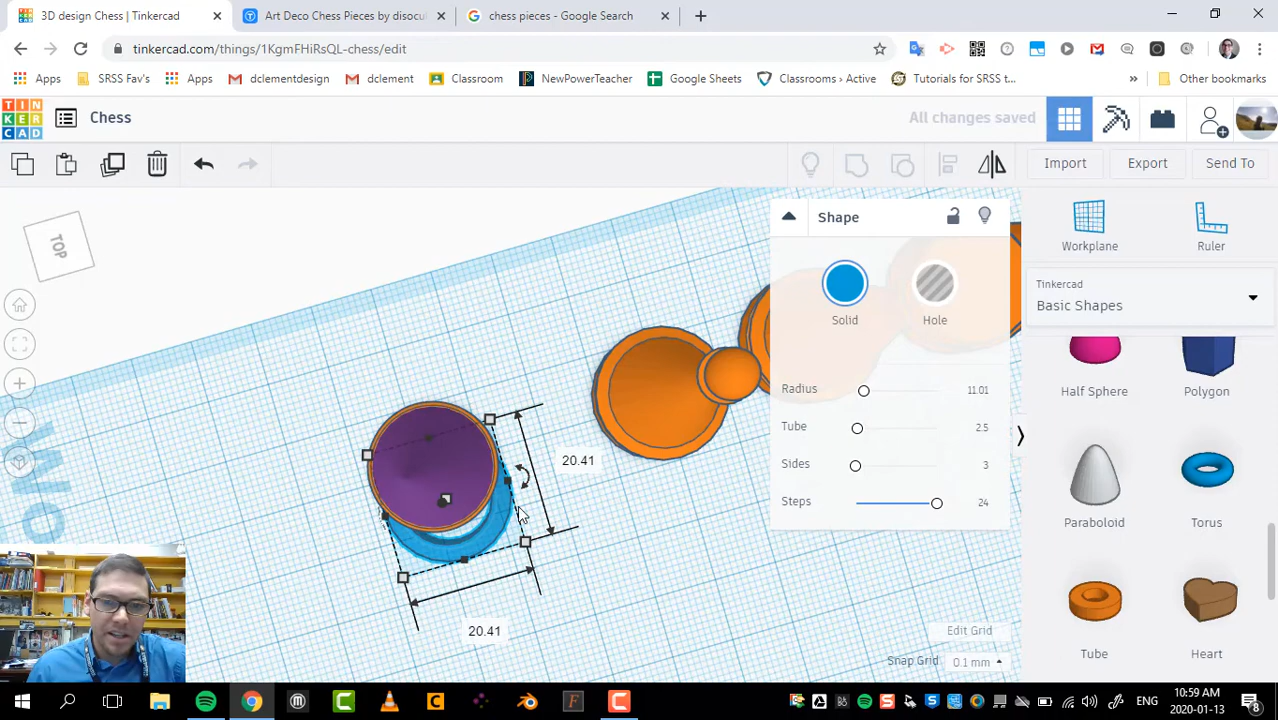 3D design Chess | Tinkercad
Art Deco Chess Pieces by disocul
chess pieces - Google Search
tinkercad.com/things/1KgmFHiRsQL-chess/edit
Apps
SRSS Fav's
Apps
dclementdesign
dclement
Classroom
NewPowerTeacher
Google Sheets
Classrooms › Active
Tutorials for SRSS te...
»
Other bookmarks
TIN
KER
CAD
Chess
All changes saved
Import
Export
Send To
TOP
Shape
Solid
Hole
Radius
11.01
Tube
2.5
Sides
3
Steps
24
Workplane
Ruler
Tinkercad
Basic Shapes
Half Sphere
Polygon
Paraboloid
Torus
Tube
Heart
20.41
20.41
WO
Edit Grid
Snap Grid
0.1 mm
ENG
10:59 AM
2020-01-13
8